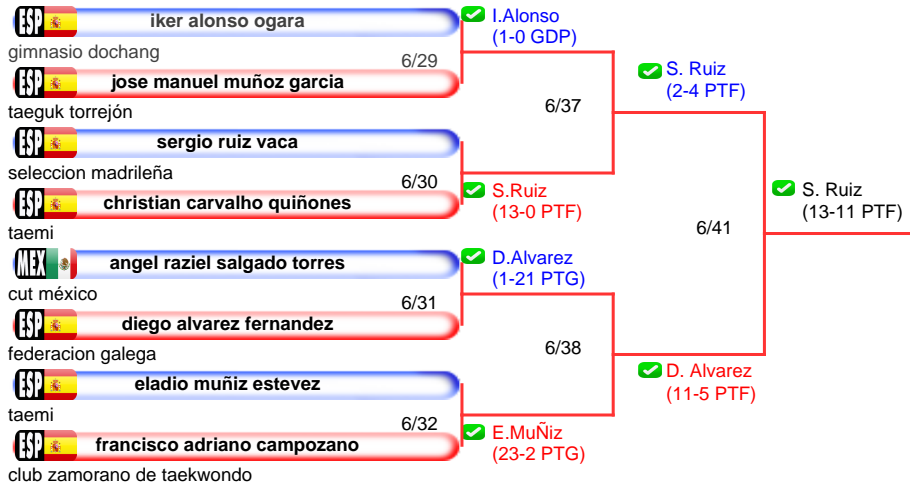 ESP iker alonso ogara
gimnasio dochang
6/29
ESP jose manuel muñoz garcia
taeguk torrejón
ESP sergio ruiz vaca
seleccion madrileña
6/30
ESP christian carvalho quiñones
taemi
MEX angel raziel salgado torres
cut méxico
6/31
ESP diego alvarez fernandez
federacion galega
ESP eladio muñiz estevez
taemi
6/32
ESP francisco adriano campozano
club zamorano de taekwondo
I.Alonso
(1-0 GDP)
6/37
S.Ruiz
(13-0 PTF)
D.Alvarez
(1-21 PTG)
6/38
E.MuÑiz
(23-2 PTG)
S. Ruiz
(2-4 PTF)
6/41
D. Alvarez
(11-5 PTF)
S. Ruiz
(13-11 PTF)